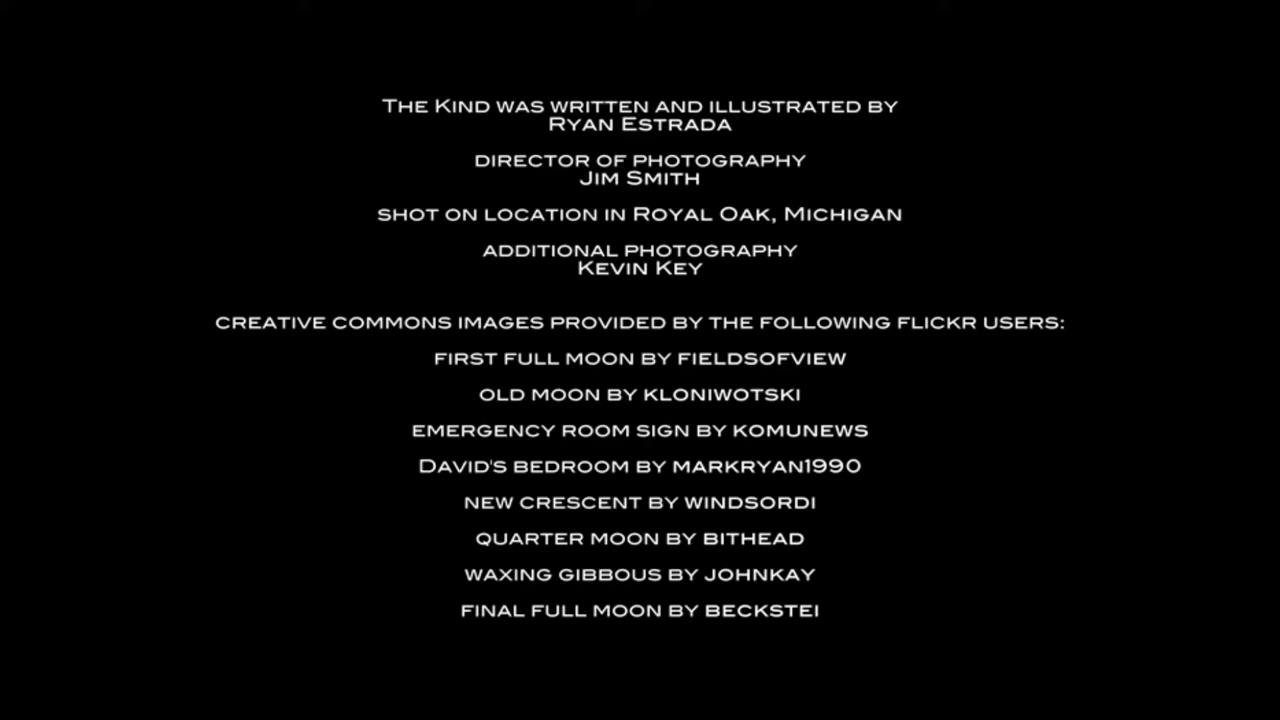 The Kind was written and illustrated by
Ryan Estrada
director of photography
Jim Smith
shot on location in Royal Oak, Michigan
additional photography
Kevin Key
creative commons images provided by the following flickr users:
first full moon by fieldsofview
old moon by kloniwotski
emergency room sign by komunews
David's bedroom by markryan1990
new crescent by windsordi
quarter moon by bithead
waxing gibbous by johnkay
final full moon by beckstei